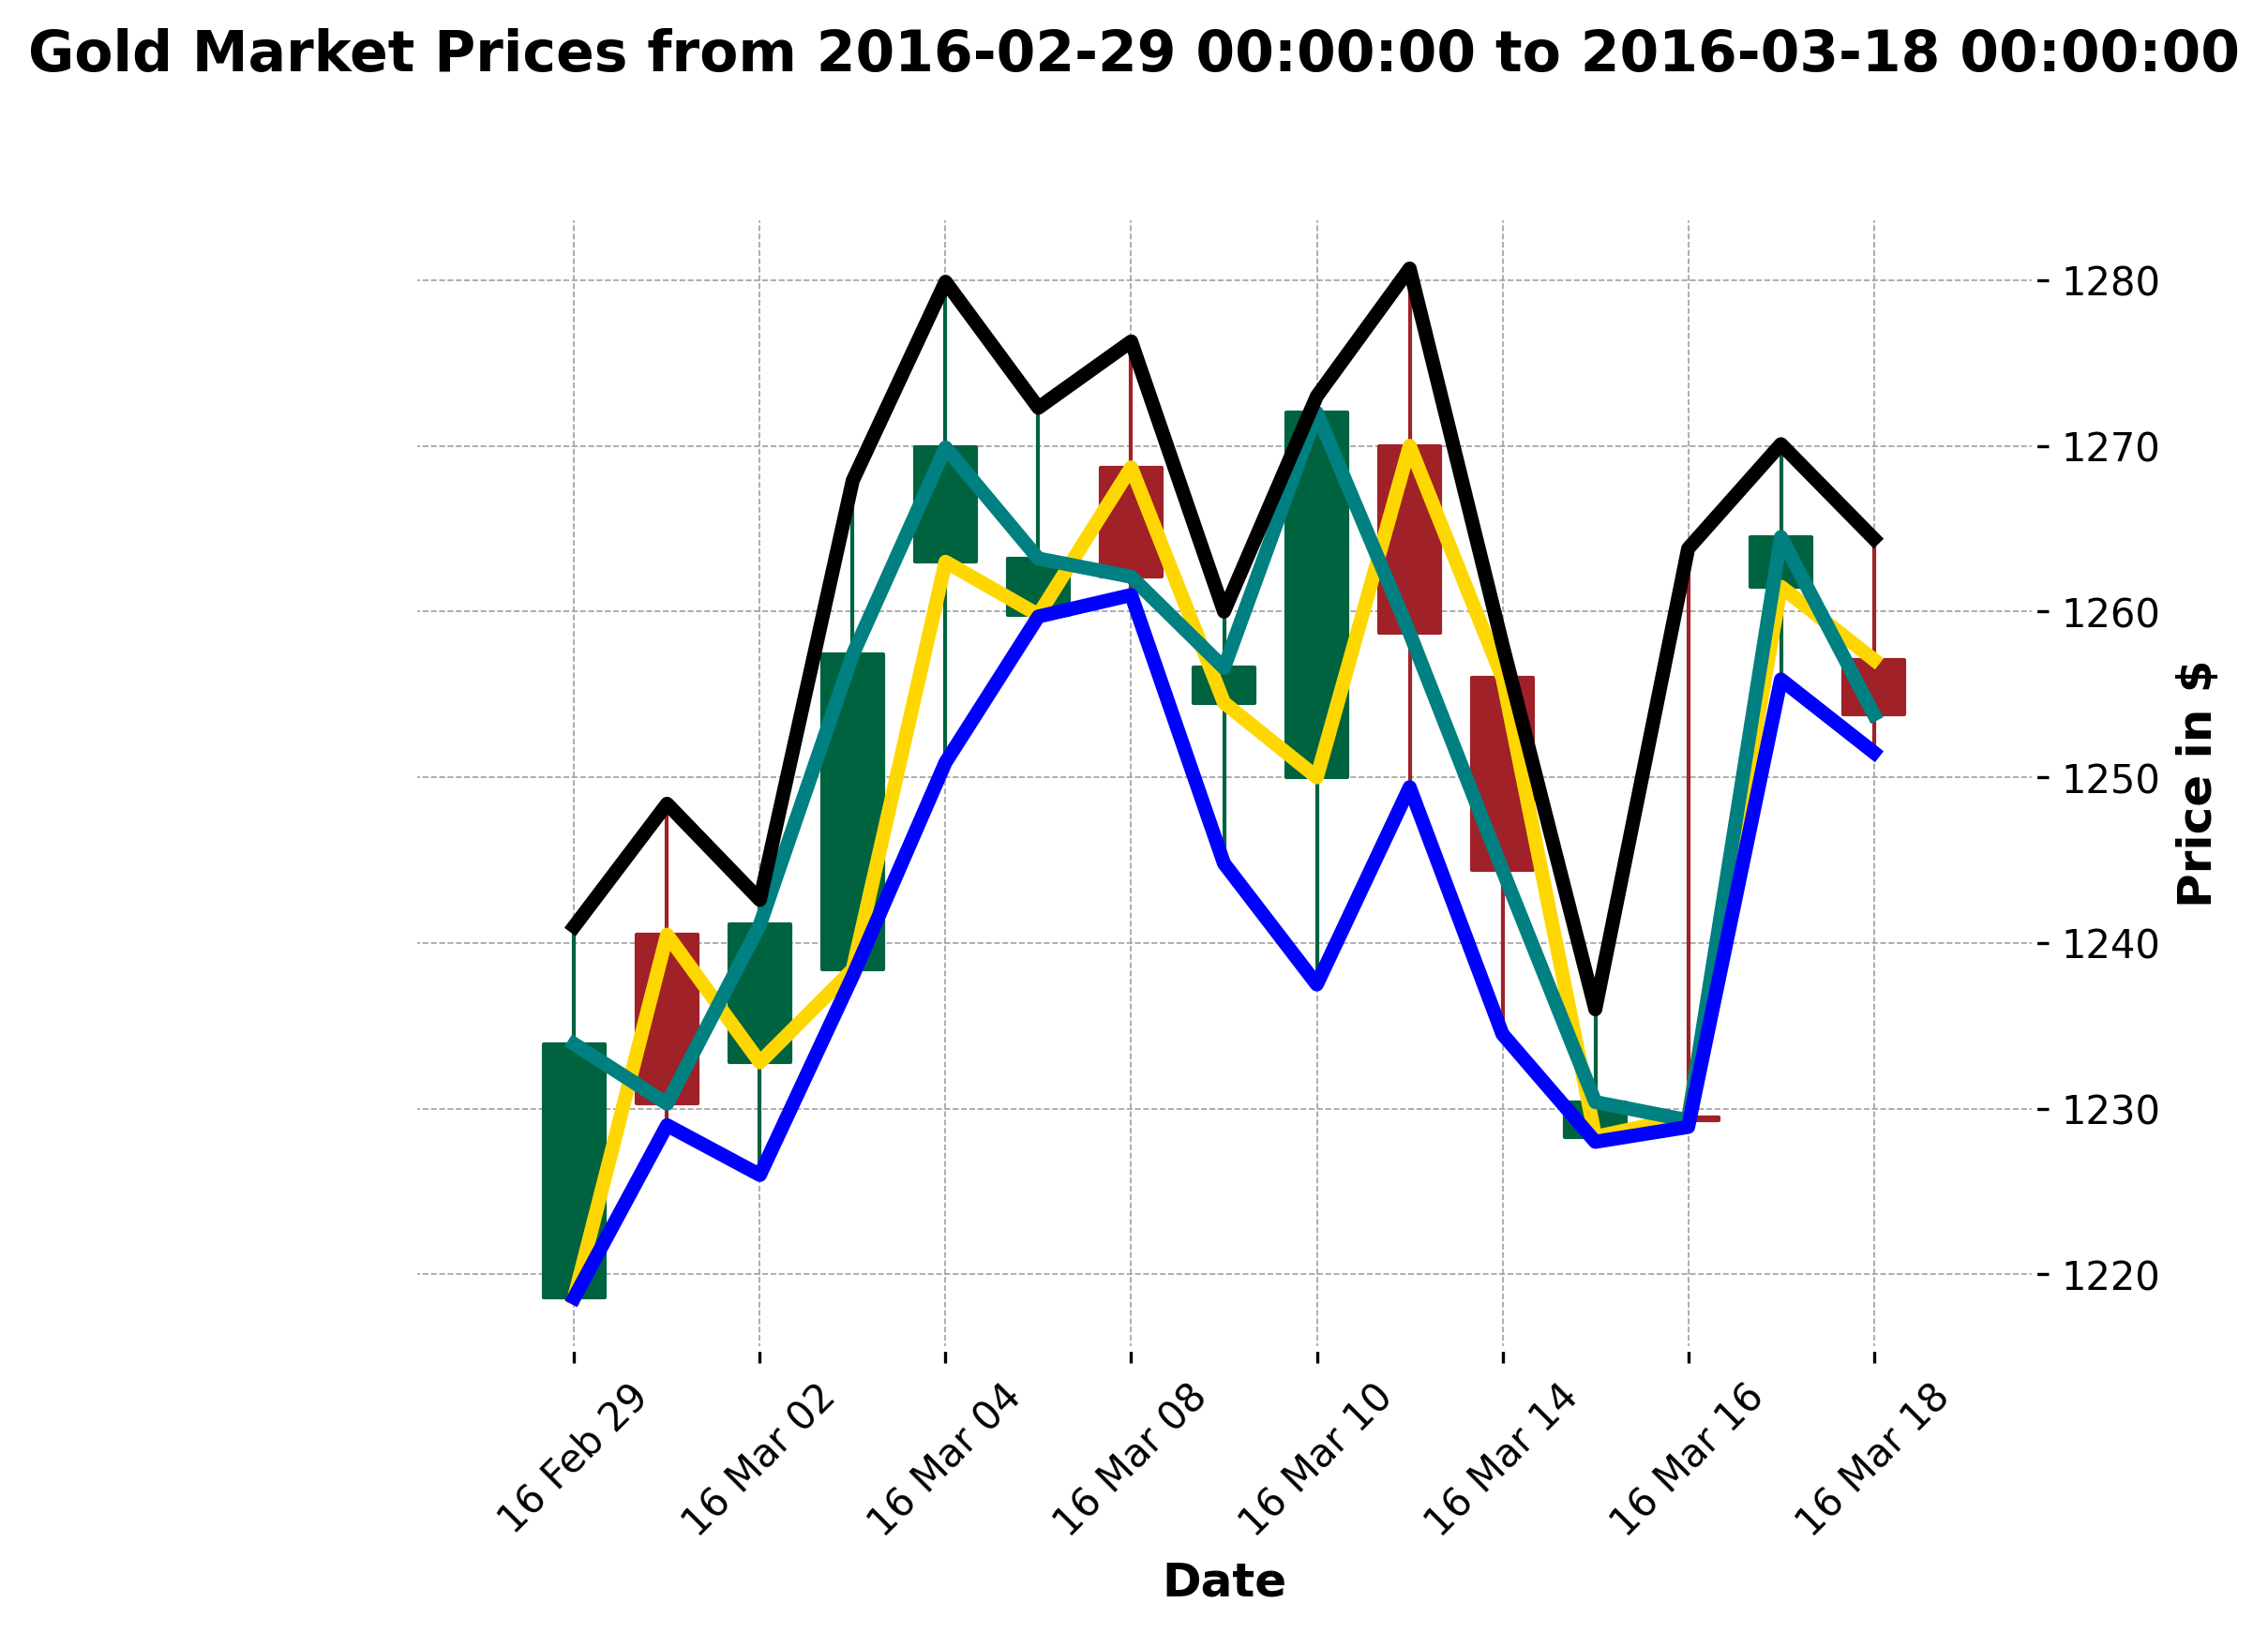 Gold Market Prices from 2016-02-29 00:00:00 to 2016-03-18 00:00:00
1280
1270
1260
1250
1240
1230
1220
Price in $
16 Feb 29
16 Mar 02
16 Mar 04
16 Mar 08
16 Mar 10
16 Mar 14
16 Mar 16
16 Mar 18
Date